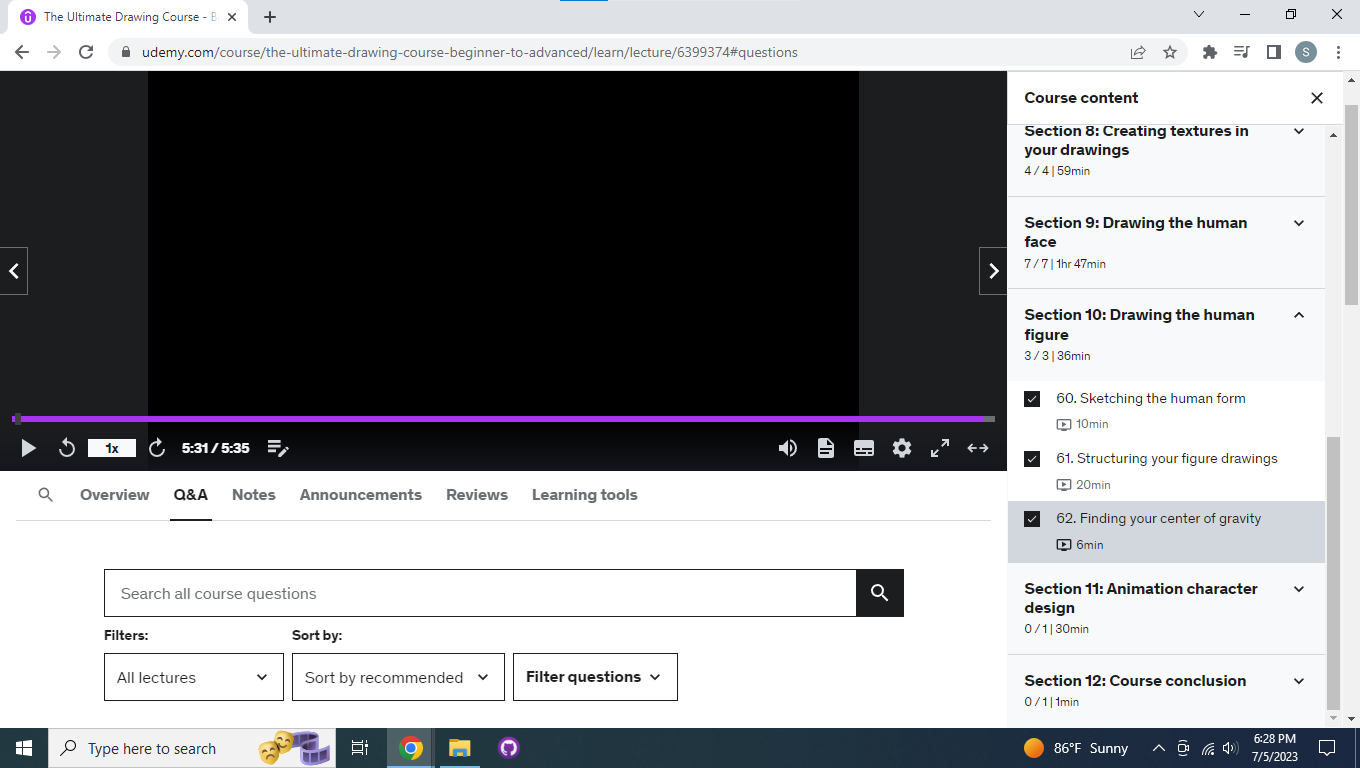 The Ultimate Drawing Course - B
udemy.com/course/the-ultimate-drawing-course-beginner-to-advanced/learn/lecture/6399374#questions
S
Course content
Section 8: Creating textures in
your drawings
4 / 4 | 59min
Section 9: Drawing the human
face
7 / 7 | 1hr 47min
Section 10: Drawing the human
figure
3 / 3 | 36min
60. Sketching the human form
10min
61. Structuring your figure drawings
20min
62. Finding your center of gravity
6min
Section 11: Animation character
design
0 / 1 | 30min
Section 12: Course conclusion
0 / 1 | 1min
1x
5:31 / 5:35
Overview
Q&A
Notes
Announcements
Reviews
Learning tools
Search all course questions
Filters:
Sort by:
All lectures
Sort by recommended
Filter questions
Type here to search
86°F Sunny
6:28 PM
7/5/2023